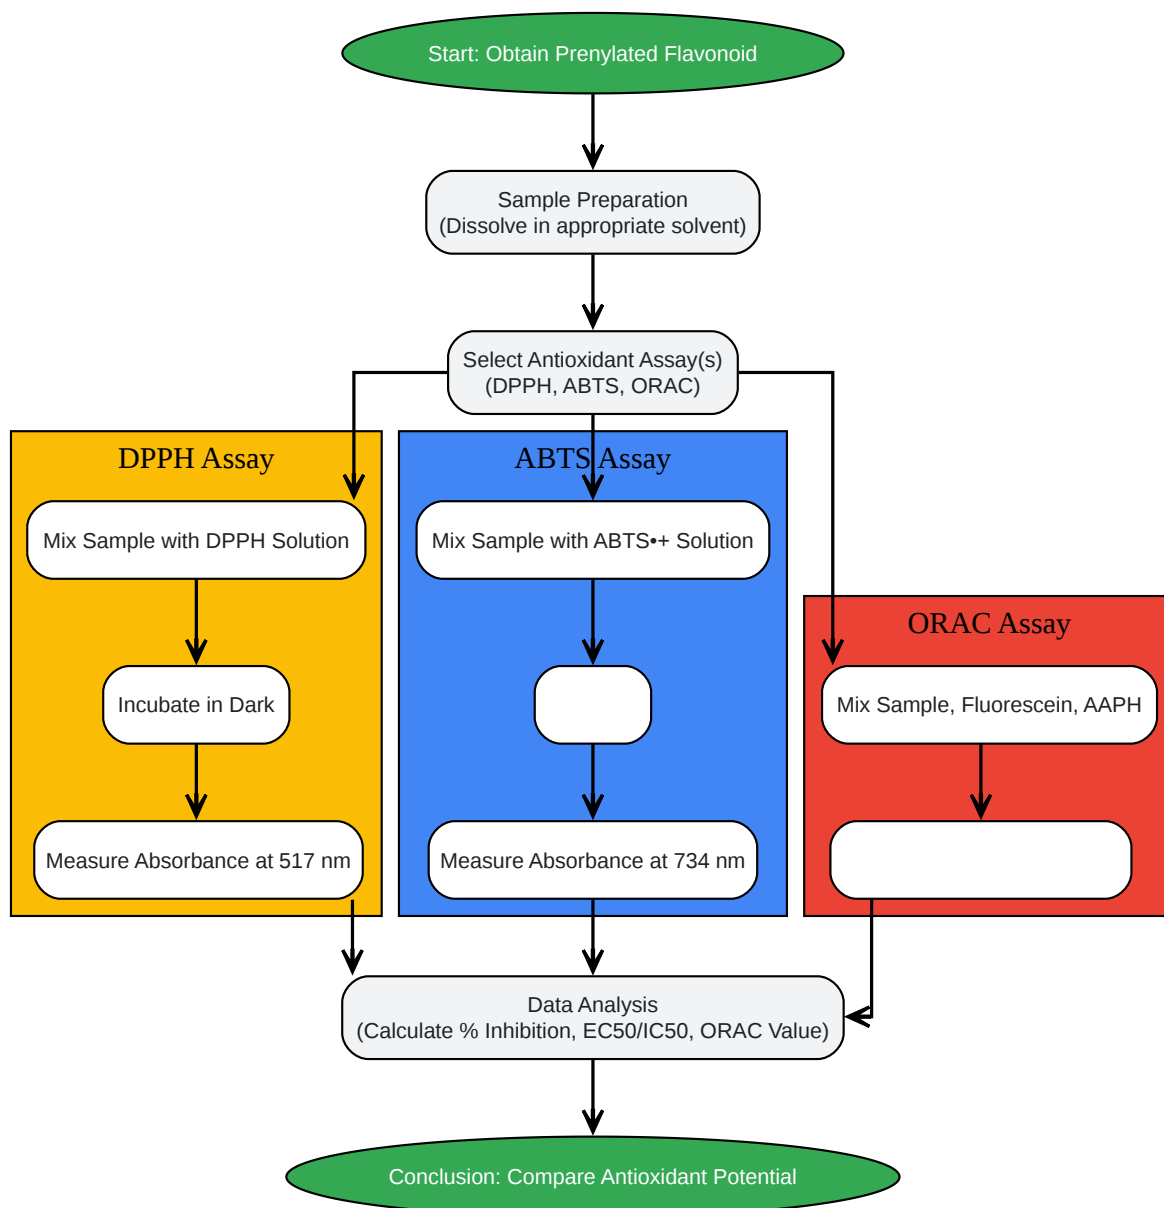 Start: Obtain Prenylated Flavonoid
Sample Preparation
(Dissolve in appropriate solvent)
Select Antioxidant Assay(s)
(DPPH, ABTS, ORAC)
DPPH Assay
Mix Sample with DPPH Solution
Incubate in Dark
Measure Absorbance at 517 nm
ABTS Assay
Mix Sample with ABTS•+ Solution
Measure Absorbance at 734 nm
ORAC Assay
Mix Sample, Fluorescein, AAPH
Data Analysis
(Calculate % Inhibition, EC50/IC50, ORAC Value)
Conclusion: Compare Antioxidant Potential